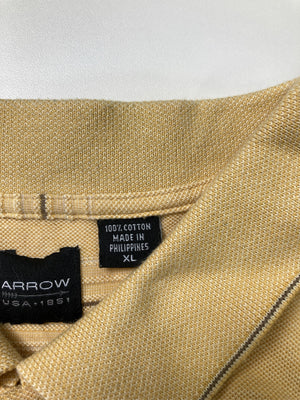 100% COTTON
MADE IN
PHILIPPINES
XL
ARROW
USA • 1851